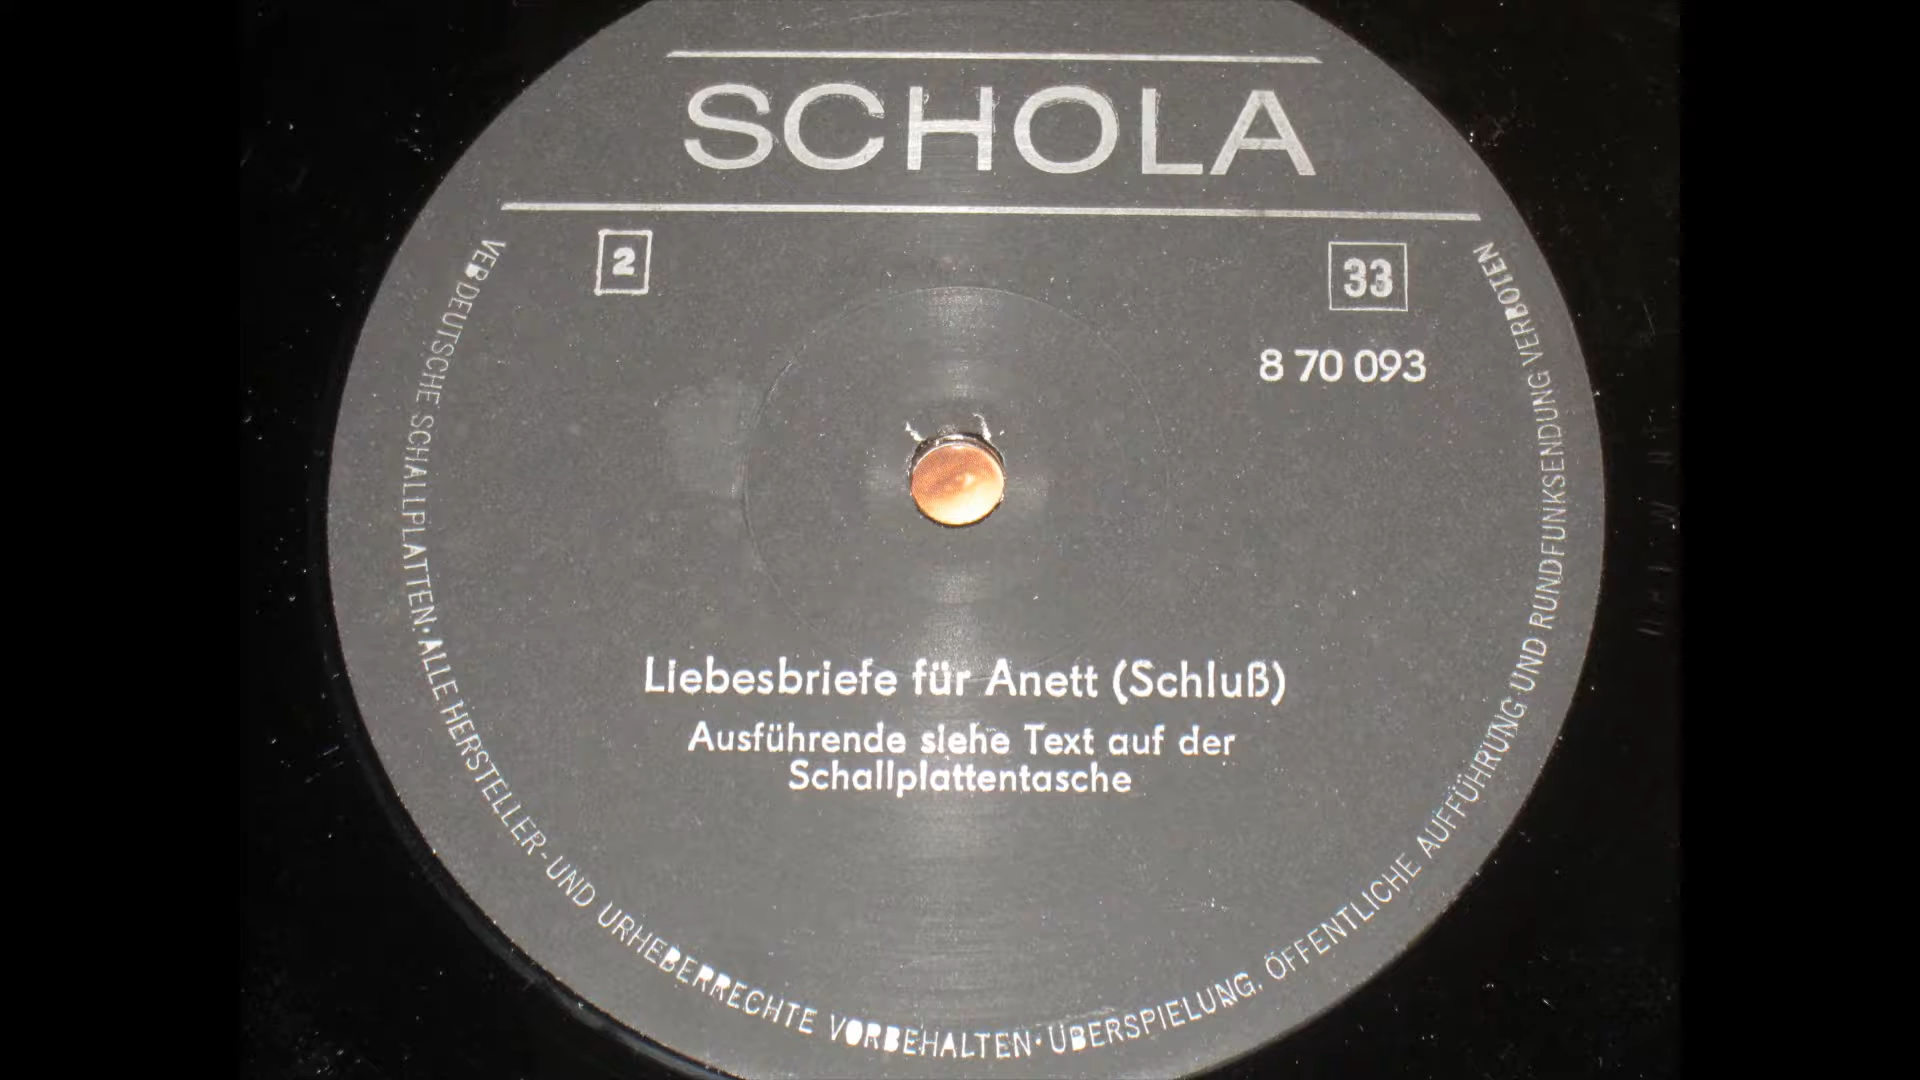 SCHOLA
2
33
8 70 093
Liebesbriefe für Anett (Schluß)
Ausführende siehe Text auf der
Schallplattentasche
VEB DEUTSCHE SCHALLPLATTEN · ALLE HERSTELLER- UND URHEBERRECHTE VORBEHALTEN · ÜBERSPIELUNG, ÖFFENTLICHE AUFFÜHRUNG UND RUNDFUNKSENDUNG VERBOTEN